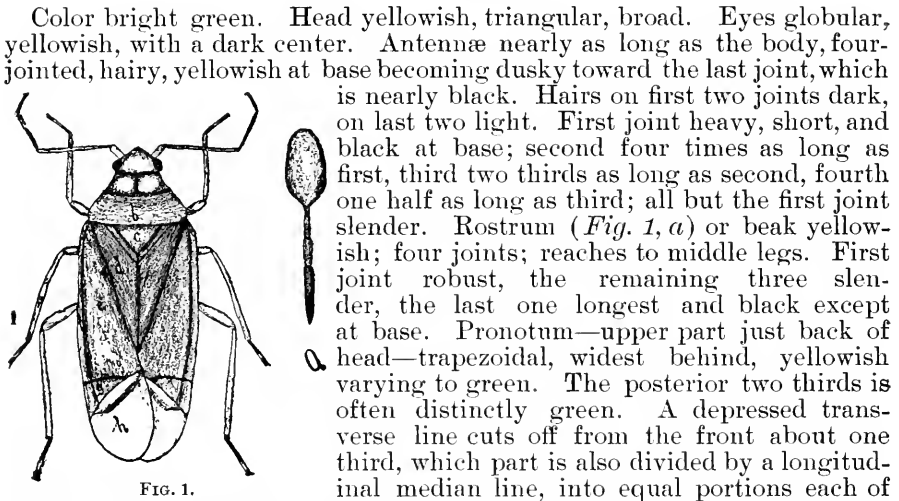 Color bright green. Head yellowish, triangular, broad. Eyes globular,
yellowish, with a dark center. Antennæ nearly as long as the body, four-
jointed, hairy, yellowish at base becoming dusky toward the last joint, which
is nearly black. Hairs on first two joints dark,
on last two light. First joint heavy, short, and
black at base; second four times as long as
first, third two thirds as long as second, fourth
one half as long as third; all but the first joint
slender. Rostrum (Fig. 1, a) or beak yellow-
ish; four joints; reaches to middle legs. First
joint robust, the remaining three slen-
der, the last one longest and black except
at base. Pronotum—upper part just back of
head—trapezoidal, widest behind, yellowish
varying to green. The posterior two thirds is
often distinctly green. A depressed trans-
verse line cuts off from the front about one
third, which part is also divided by a longitud-
inal median line, into equal portions each of
b
c
d
h
1
a
FIG. 1.